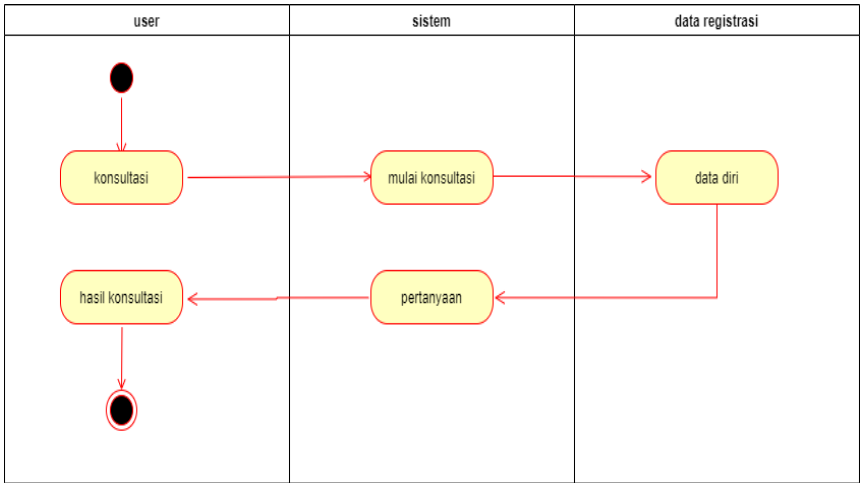 user
sistem
data registrasi
konsultasi
mulai konsultasi
data diri
hasil konsultasi
pertanyaan